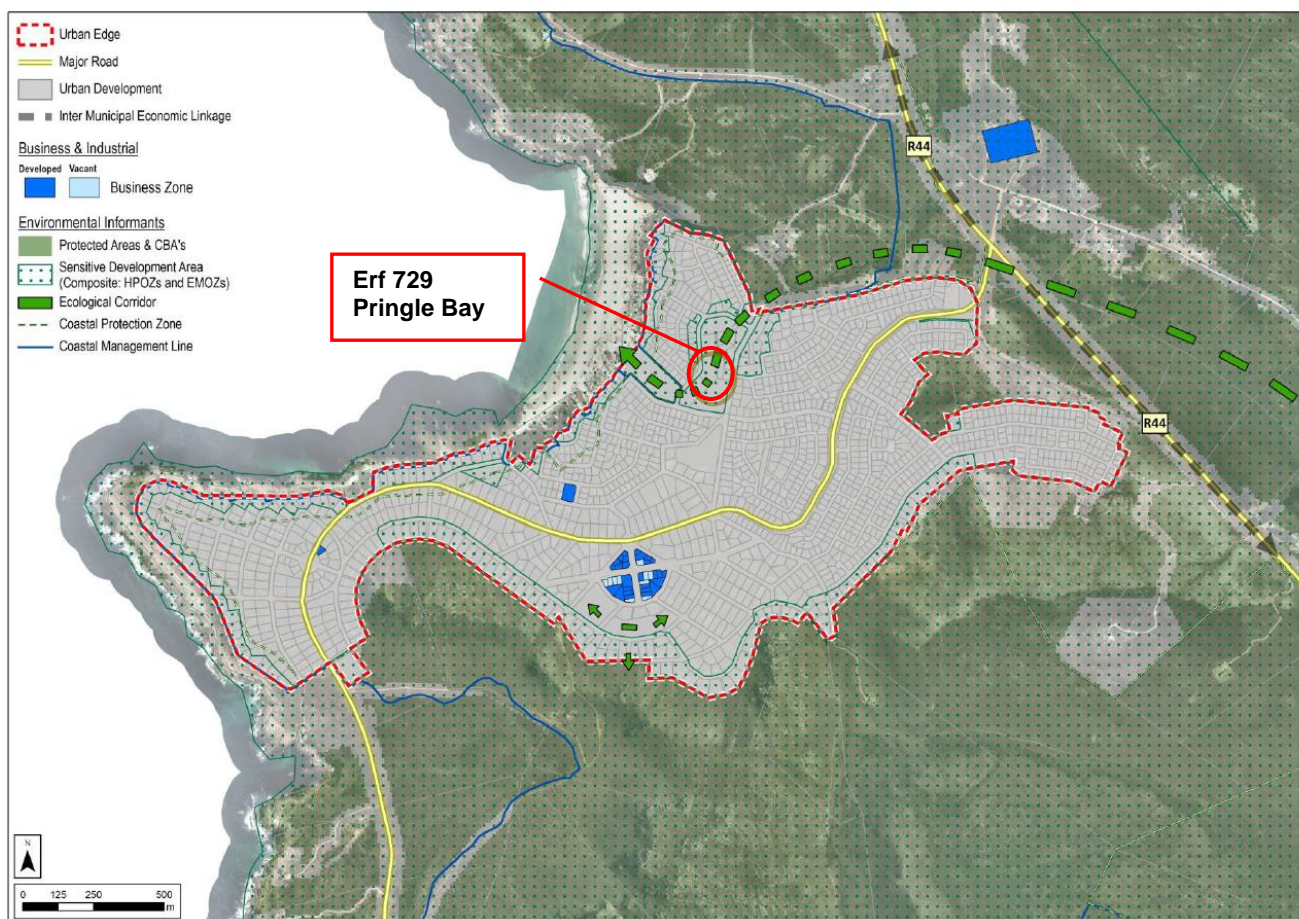 Urban Edge
Major Road
Urban Development
Inter Municipal Economic Linkage
Business & Industrial
Developed Vacant
Business Zone
Environmental Informants
Protected Areas & CBA's
Sensitive Development Area
(Composite: HPOZs and EMOZs)
Ecological Corridor
Coastal Protection Zone
Coastal Management Line
R44
Erf 729
Pringle Bay
R44
N
0 125 250 500
m